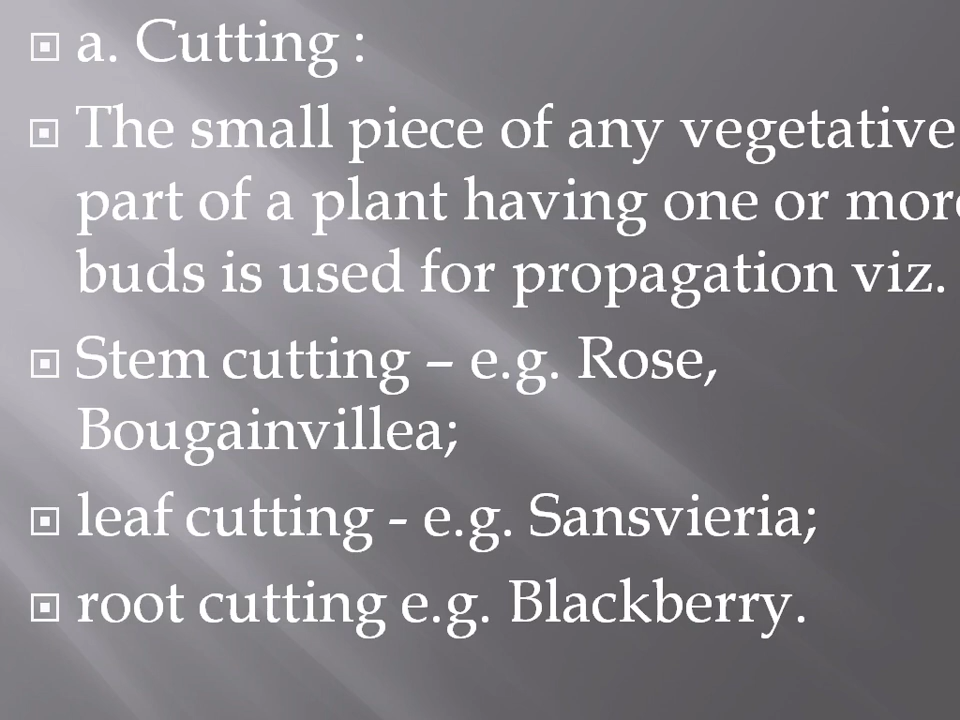 a. Cutting :
The small piece of any vegetative
part of a plant having one or more
buds is used for propagation viz.
Stem cutting – e.g. Rose,
Bougainvillea;
leaf cutting - e.g. Sansvieria;
root cutting e.g. Blackberry.